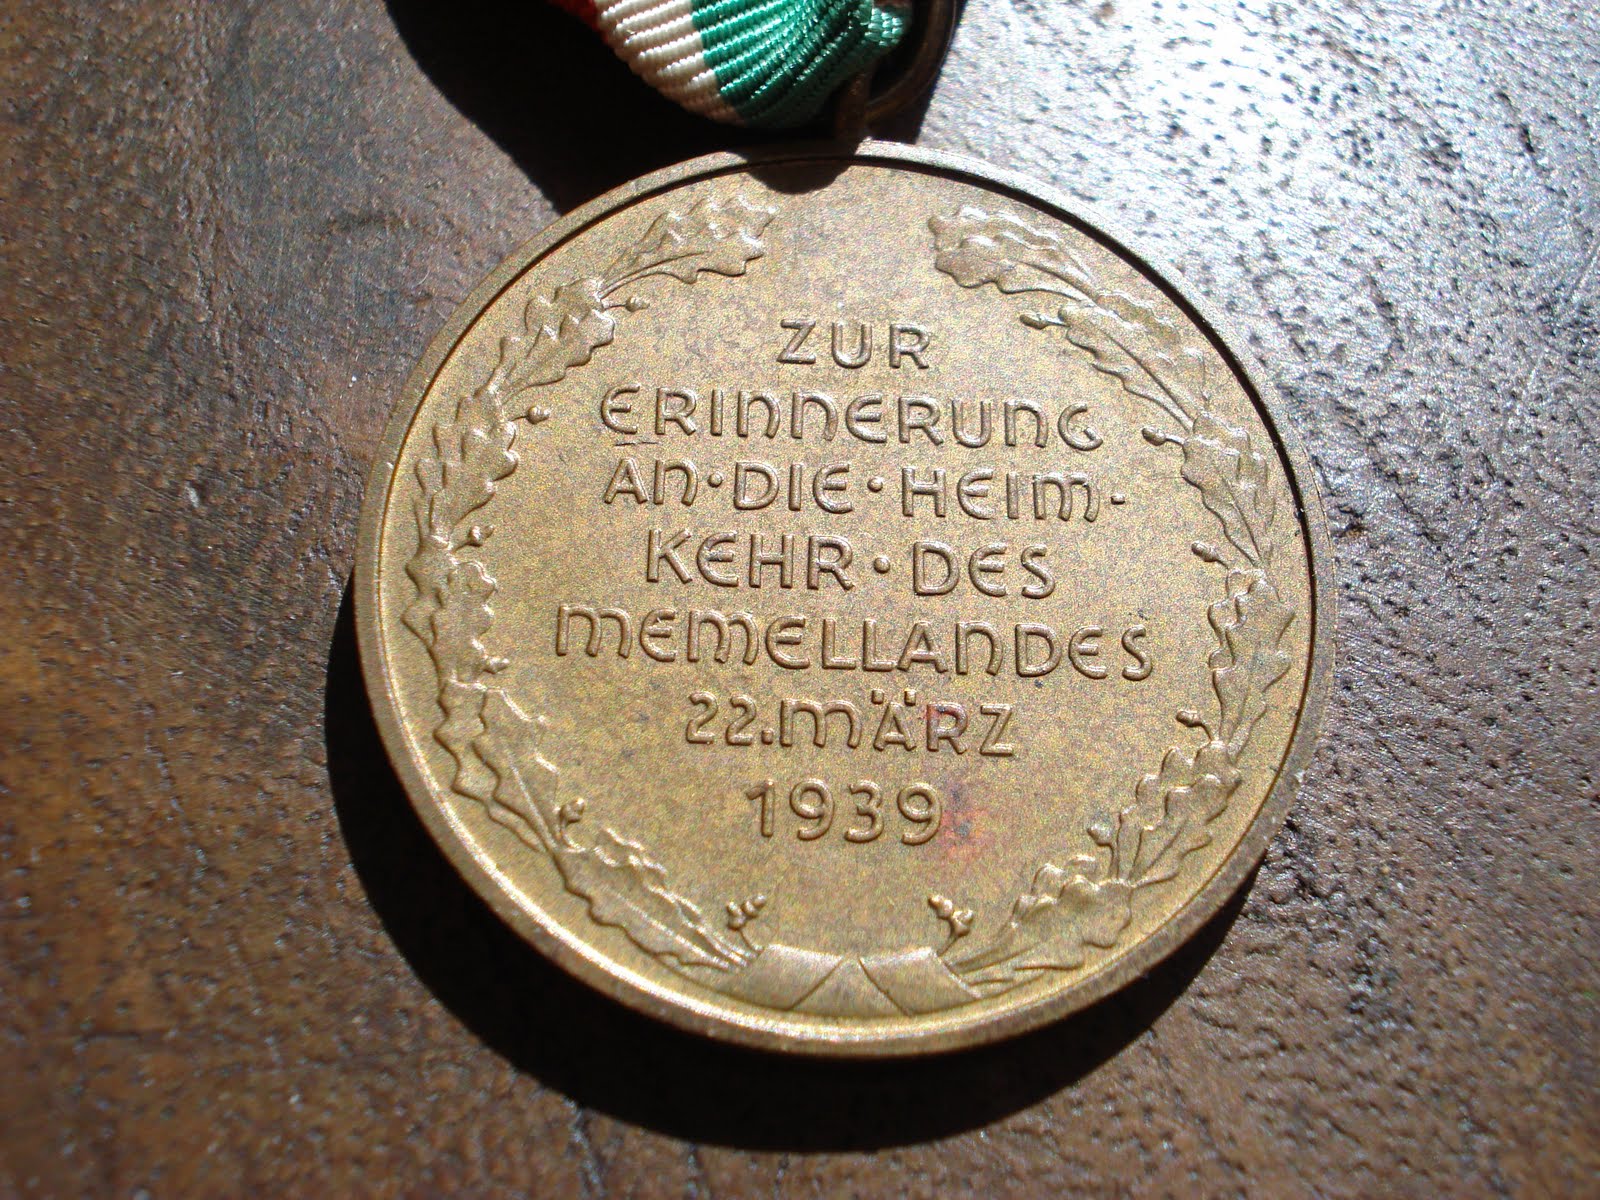 ZUR
ERINNERUNG
AN·DIE·HEIM·
KEHR·DES
MEMELLANDES
22.MÄRZ
1939